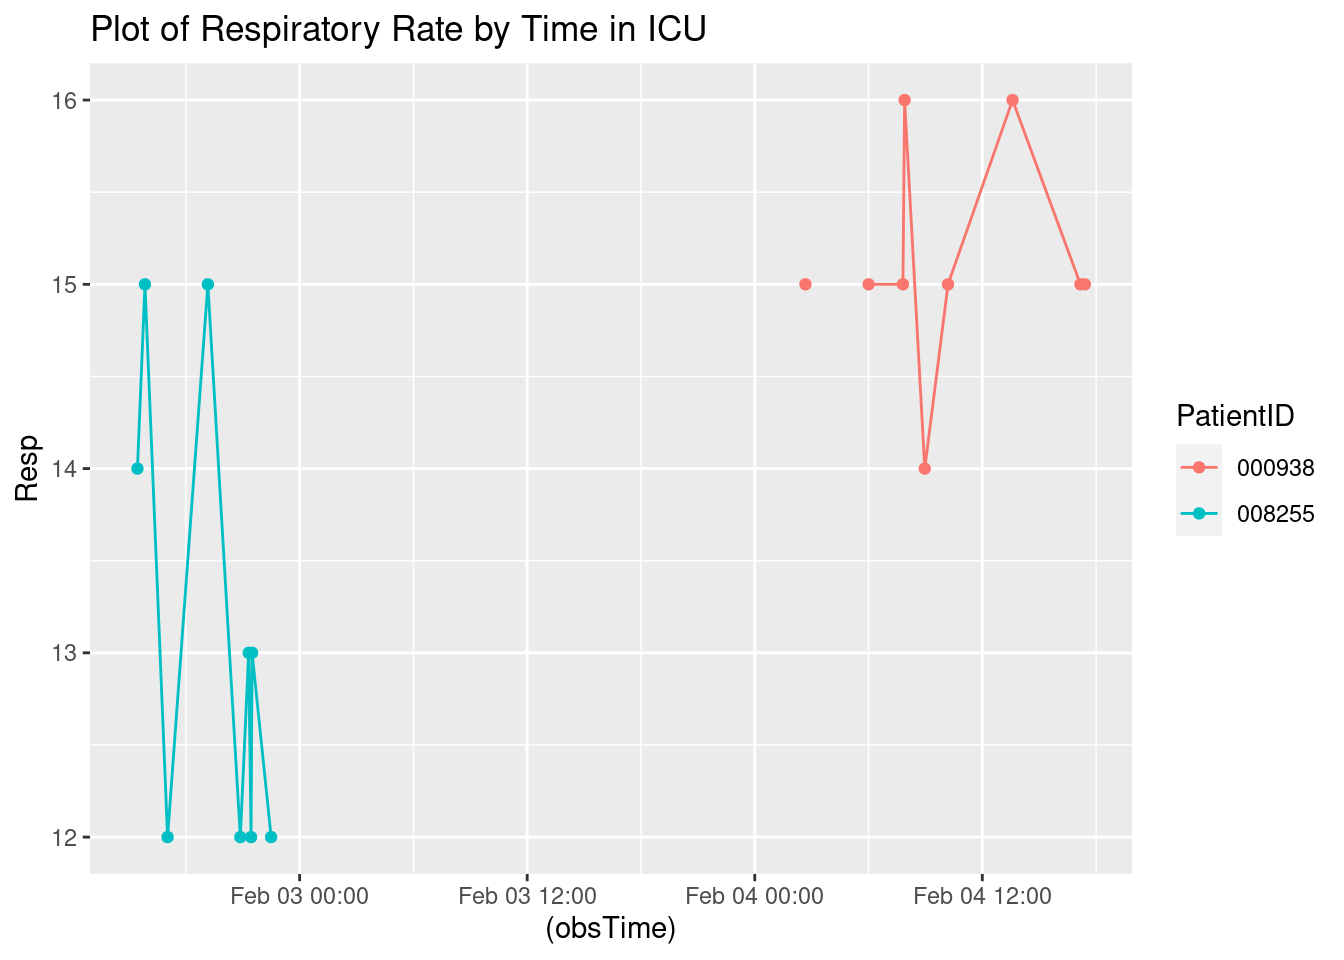 Plot of Respiratory Rate by Time in ICU
16
15
14
13
12
Resp
Feb 03 00:00
Feb 03 12:00
Feb 04 00:00
Feb 04 12:00
(obsTime)
PatientID
000938
008255